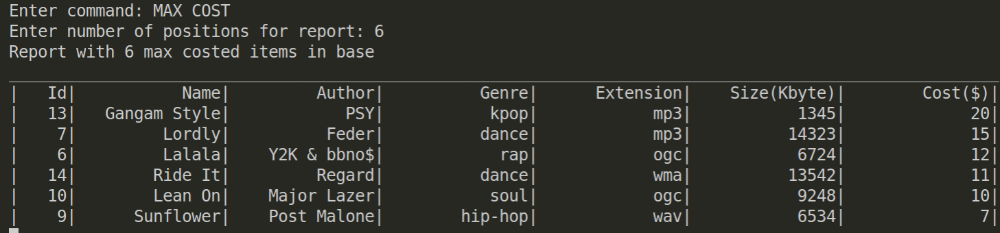 Enter command: MAX COST
Enter number of positions for report: 6
Report with 6 max costed items in base
| Id| Name| Author| Genre| Extension| Size(Kbyte)| Cost($)|
| 13| Gangam Style| PSY| kpop| mp3| 1345| 20|
| 7| Lordly| Feder| dance| mp3| 14323| 15|
| 6| Lalala| Y2K & bbno$| rap| ogc| 6724| 12|
| 14| Ride It| Regard| dance| wma| 13542| 11|
| 10| Lean On| Major Lazer| soul| ogc| 9248| 10|
| 9| Sunflower| Post Malone| hip-hop| wav| 6534| 7|